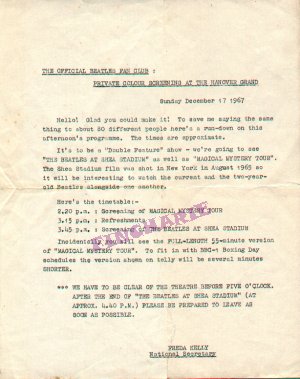 THE OFFICIAL BEATLES FAN CLUB :
PRIVATE COLOUR SCREENING AT THE HANOVER GRAND
Sunday December 17 1967
Hello! Glad you could make it! To save me saying the same
thing to about 50 different people here's a run-down on this
afternoon's programme. The times are approximate.
It's to be a "Double Feature" show - we're going to see
"THE BEATLES AT SHEA STADIUM" as well as "MAGICAL MYSTERY TOUR".
The Shea Stadium film was shot in New York in August 1965 so
it will be interesting to watch the current and the two-year-
old Beatles alongside one another.
Here's the timetable:-
2.20 p.m. : Screening of MAGICAL MYSTERY TOUR
3.15 p.m. : Refreshments
3.45 p.m. : Screening of THE BEATLES AT SHEA STADIUM
Incidentally will see the FULL-LENGTH 55-minute version
of "MAGICAL MYSTERY TOUR". To fit in with BBC-1 Boxing Day
schedules the version shown on telly will be several minutes
SHORTER.
*** WE HAVE TO BE CLEAR OF THE THEATRE BEFORE FIVE O'CLOCK.
AFTER THE END OF "THE BEATLES AT SHEA STADIUM" (AT
APPROX. 4.40 P.M.) PLEASE BE PREPARED TO LEAVE AS
SOON AS POSSIBLE.
FREDA KELLY
National Secretary